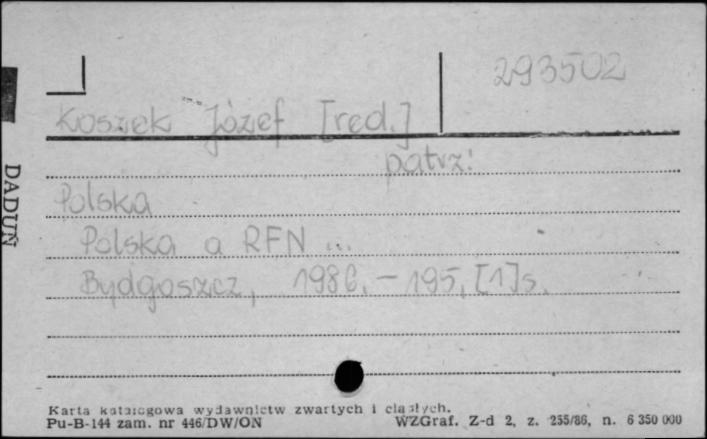 293502
Koszek Józef [red.]
patrz:
Polska
Polska a RFN ...
Bydgoszcz, 1986. – 195, [1] s.
DADUŃ
Karta katalogowa wydawnictw zwartych i ciągłych.
Pu-B-144 zam. nr 446/DW/ON
WZGraf. Z-d 2, z. 255/86, n. 6 350 000